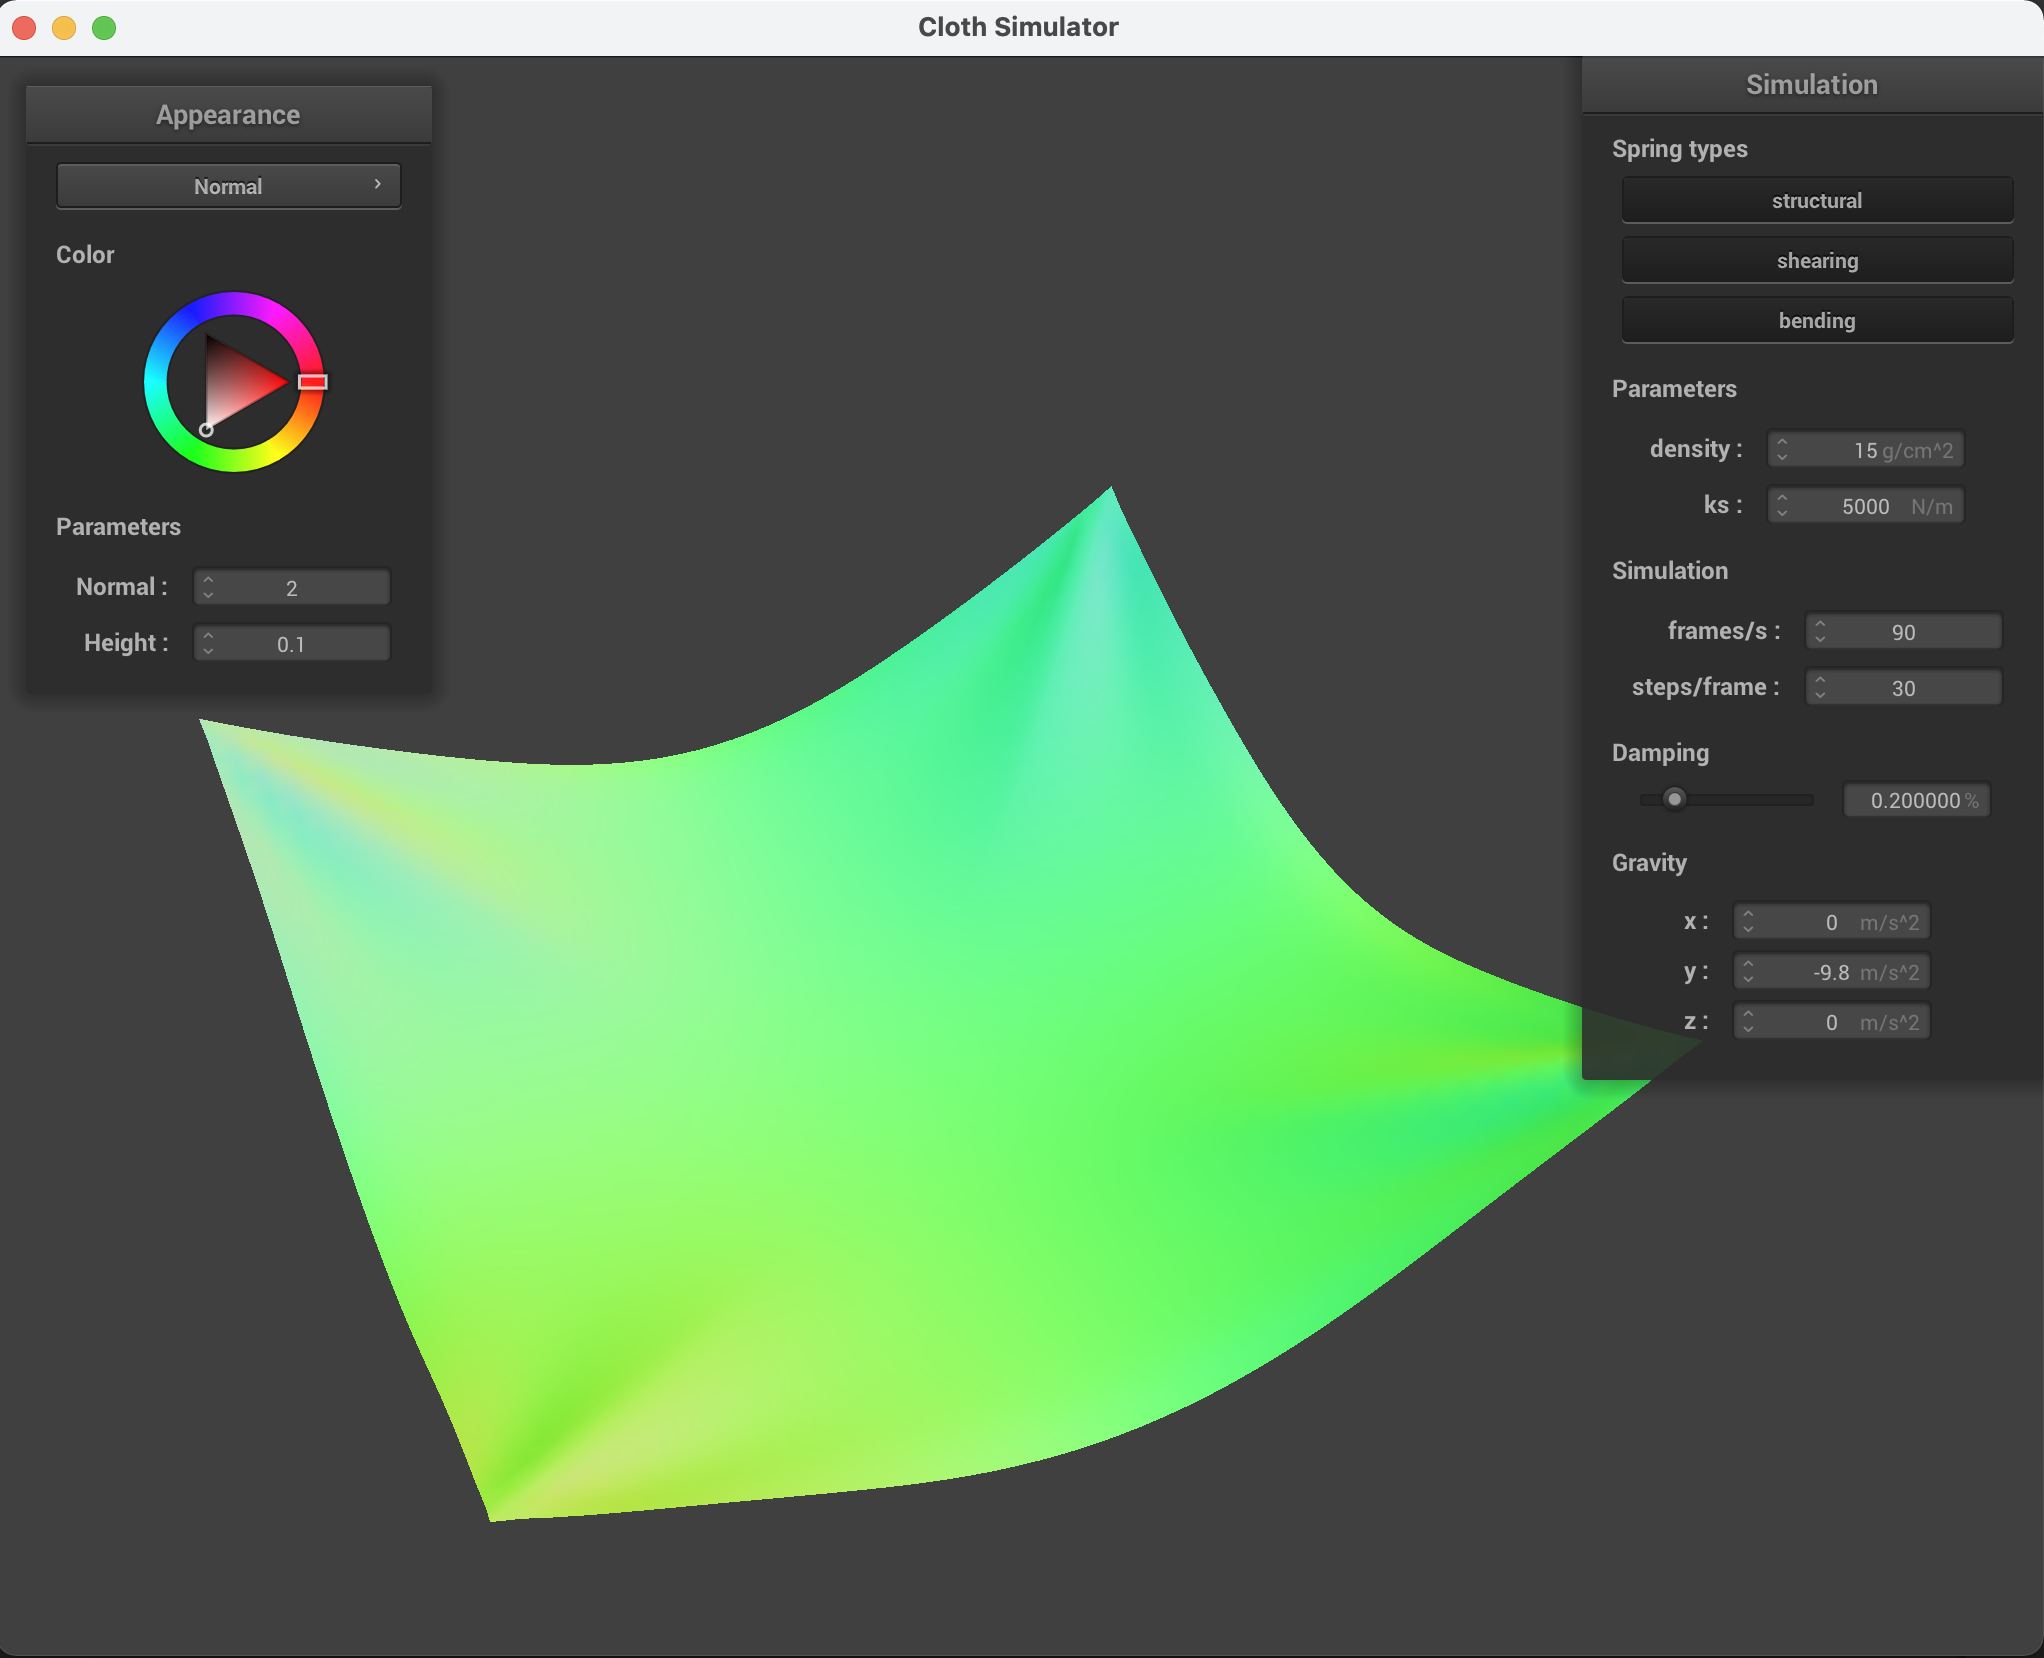 Cloth Simulator
Appearance
Normal
Color
Parameters
Normal : 2
Height : 0.1
Simulation
Spring types
structural
shearing
bending
Parameters
density : 15 g/cm^2
ks : 5000 N/m
Simulation
frames/s : 90
steps/frame : 30
Damping
0.200000 %
Gravity
x : 0 m/s^2
y : -9.8 m/s^2
z : 0 m/s^2